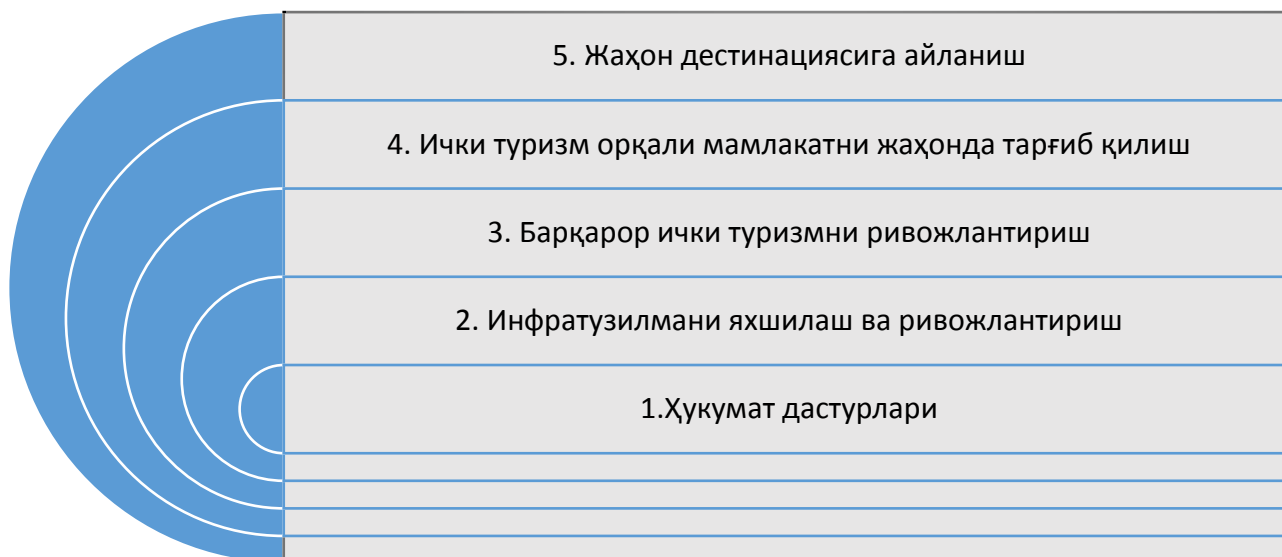 5. Жаҳон дестинациясига айланиш
4. Ички туризм орқали мамлакатни жаҳонда тарғиб қилиш
3. Барқарор ички туризмни ривожлантириш
2. Инфратузилмани яхшилаш ва ривожлантириш
1.Ҳукумат дастурлари